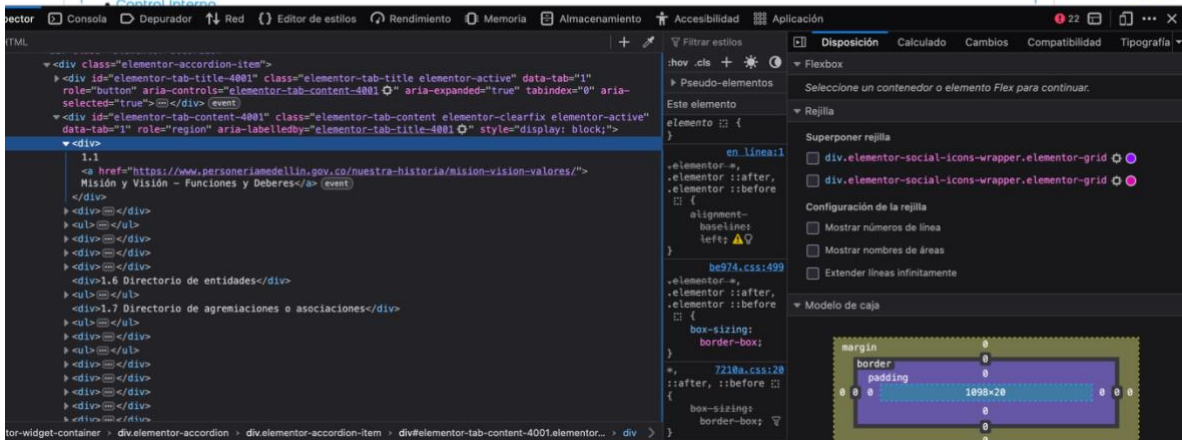 Control Interno
pector Consola Depurador Red {} Editor de estilos Rendimiento Memoria Almacenamiento Accesibilidad Aplicación 22
HTML
<div class="elementor-accordion-item">
<div id="elementor-tab-title-4001" class="elementor-tab-title elementor-active" data-tab="1"
role="button" aria-controls="elementor-tab-content-4001" aria-expanded="true" tabindex="0" aria-
selected="true"></div> event
<div id="elementor-tab-content-4001" class="elementor-tab-content elementor-clearfix elementor-active"
data-tab="1" role="region" aria-labelledby="elementor-tab-title-4001" style="display: block;">
<div>
1.1
<a href="https://www.personeriamedellin.gov.co/nuestra-historia/mision-vision-valores/">
Misión y Visión – Funciones y Deberes</a> event
</div>
<div></div>
<ul></ul>
<div></div>
<div></div>
<div></div>
<div>1.6 Directorio de entidades</div>
<ul></ul>
<div>1.7 Directorio de agremiaciones o asociaciones</div>
<ul></ul>
<div></div>
<ul></ul>
<div></div>
<div></div>
<div></div>
<div></div>
<div></div>
tor-widget-container > div.elementor-accordion > div.elementor-accordion-item > div#elementor-tab-content-4001.elementor... > div
Filtrar estilos
:hov .cls +
Pseudo-elementos
Este elemento
elemento {
}
en línea:1
.elementor *,
.elementor ::after,
.elementor ::before
{
alignment-
baseline:
left;
}
be974.css:499
.elementor *,
.elementor ::after,
.elementor ::before
{
box-sizing:
border-box;
}
*, 7210a.css:20
::after, ::before
{
box-sizing:
border-box;
}
Disposición Calculado Cambios Compatibilidad Tipografía
Flexbox
Seleccione un contenedor o elemento Flex para continuar.
Rejilla
Superponer rejilla
div.elementor-social-icons-wrapper.elementor-grid
div.elementor-social-icons-wrapper.elementor-grid
Configuración de la rejilla
Mostrar números de línea
Mostrar nombres de áreas
Extender líneas infinitamente
Modelo de caja
margin 0
border 0
padding 0
0 0 0 1098×20 0 0 0
0
0